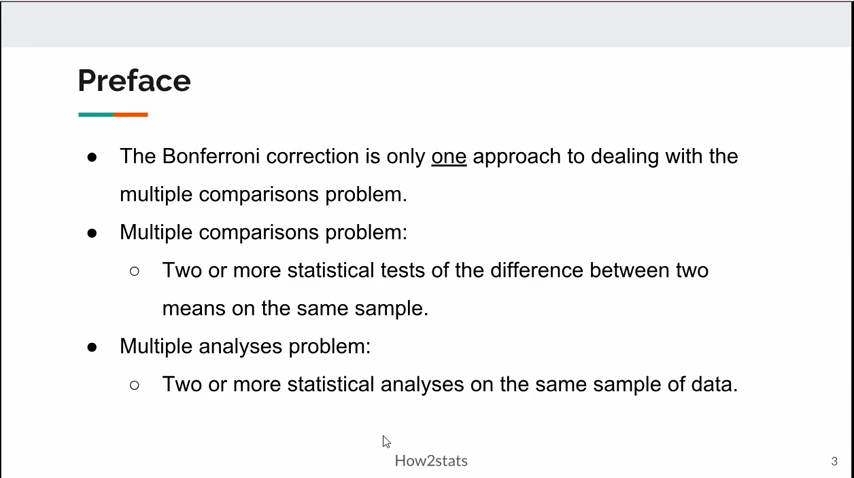 Preface
● The Bonferroni correction is only one approach to dealing with the
multiple comparisons problem.
● Multiple comparisons problem:
○ Two or more statistical tests of the difference between two
means on the same sample.
● Multiple analyses problem:
○ Two or more statistical analyses on the same sample of data.
How2stats
3